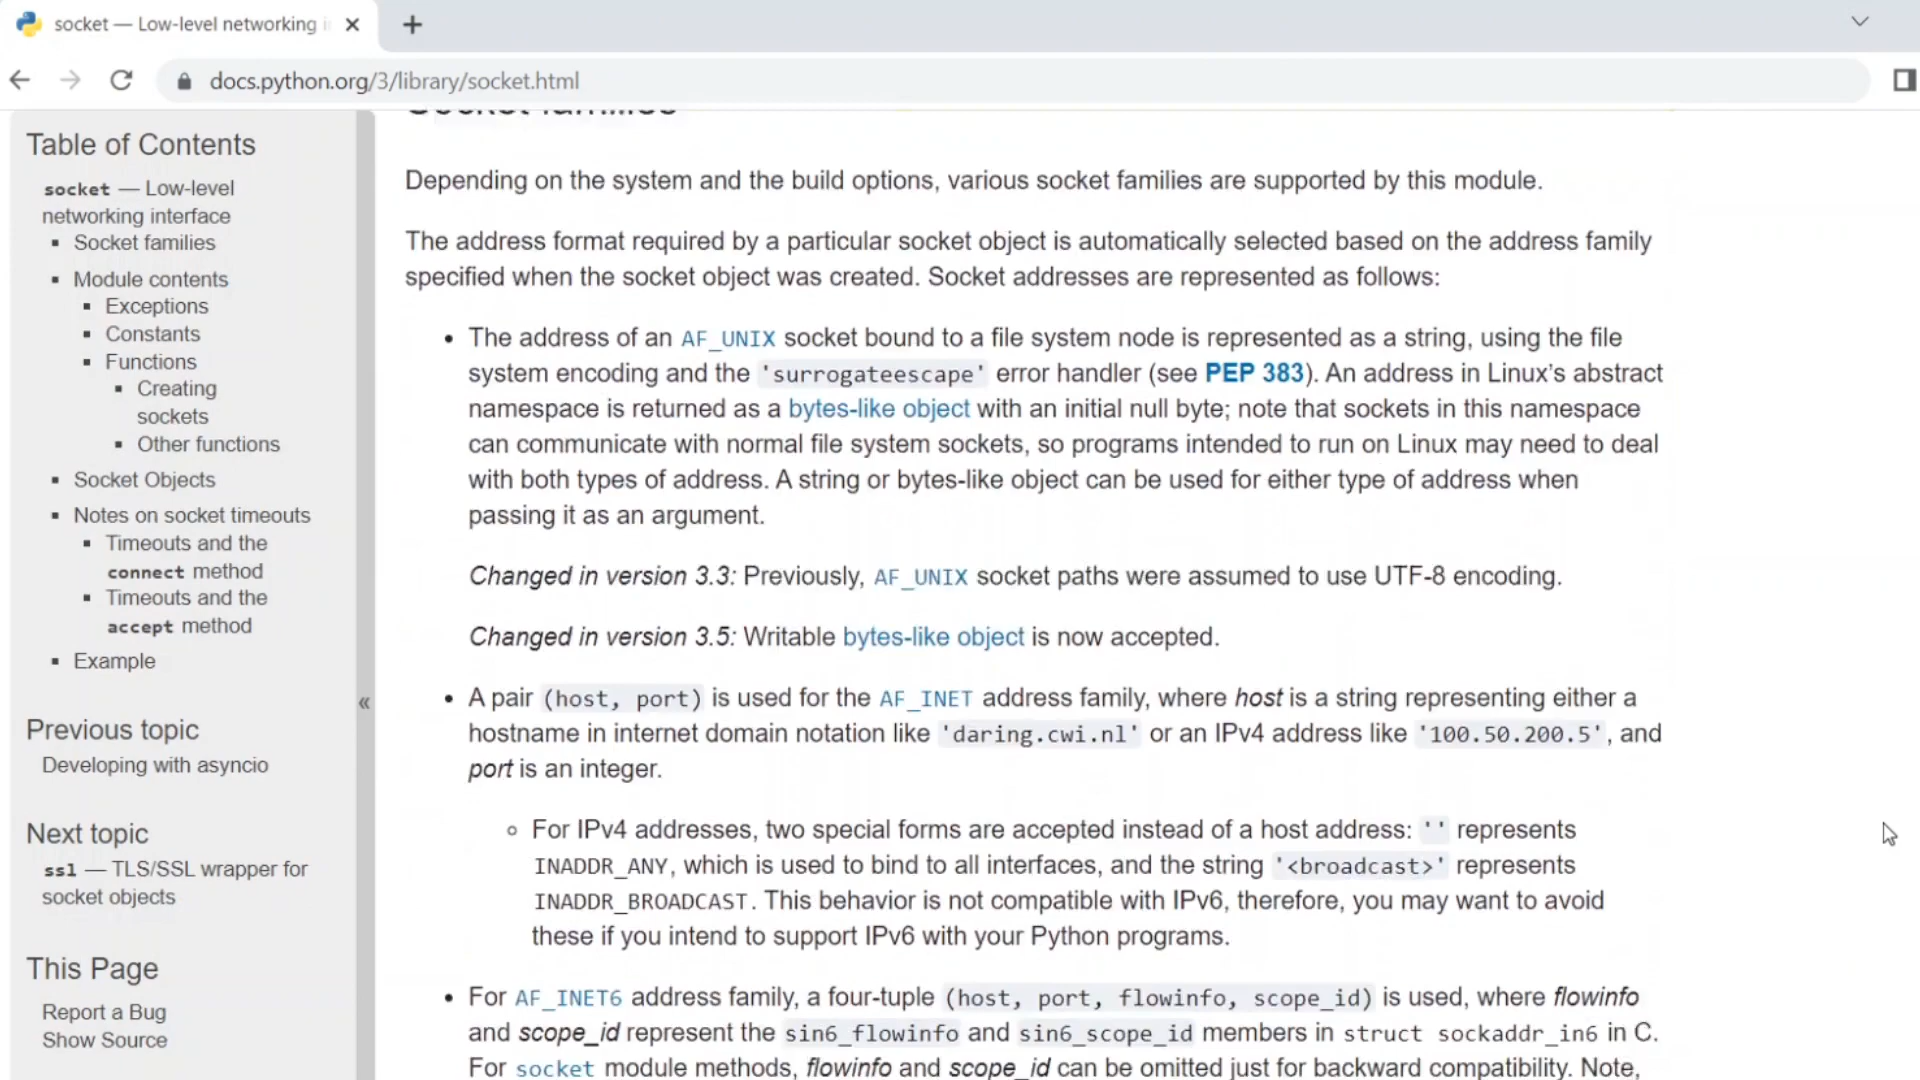 socket — Low-level networking i
docs.python.org/3/library/socket.html
Table of Contents
socket — Low-level
networking interface
Socket families
Module contents
Exceptions
Constants
Functions
Creating
sockets
Other functions
Socket Objects
Notes on socket timeouts
Timeouts and the
connect method
Timeouts and the
accept method
Example
Previous topic
Developing with asyncio
Next topic
ssl — TLS/SSL wrapper for
socket objects
This Page
Report a Bug
Show Source
«
Socket families
Depending on the system and the build options, various socket families are supported by this module.
The address format required by a particular socket object is automatically selected based on the address family
specified when the socket object was created. Socket addresses are represented as follows:
• The address of an AF_UNIX socket bound to a file system node is represented as a string, using the file
system encoding and the 'surrogateescape' error handler (see PEP 383). An address in Linux's abstract
namespace is returned as a bytes-like object with an initial null byte; note that sockets in this namespace
can communicate with normal file system sockets, so programs intended to run on Linux may need to deal
with both types of address. A string or bytes-like object can be used for either type of address when
passing it as an argument.
Changed in version 3.3: Previously, AF_UNIX socket paths were assumed to use UTF-8 encoding.
Changed in version 3.5: Writable bytes-like object is now accepted.
• A pair (host, port) is used for the AF_INET address family, where host is a string representing either a
hostname in internet domain notation like 'daring.cwi.nl' or an IPv4 address like '100.50.200.5', and
port is an integer.
For IPv4 addresses, two special forms are accepted instead of a host address: '' represents
INADDR_ANY, which is used to bind to all interfaces, and the string '<broadcast>' represents
INADDR_BROADCAST. This behavior is not compatible with IPv6, therefore, you may want to avoid
these if you intend to support IPv6 with your Python programs.
• For AF_INET6 address family, a four-tuple (host, port, flowinfo, scope_id) is used, where flowinfo
and scope_id represent the sin6_flowinfo and sin6_scope_id members in struct sockaddr_in6 in C.
For socket module methods, flowinfo and scope_id can be omitted just for backward compatibility. Note,